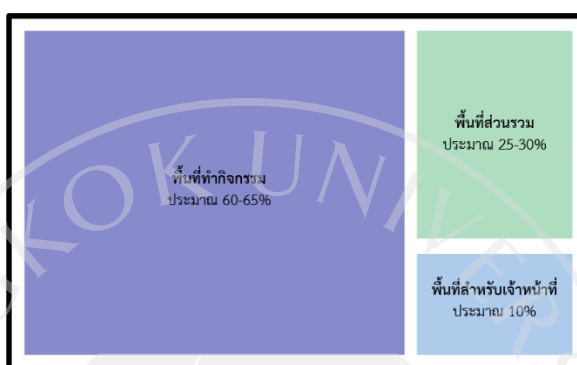 พื้นที่ทำกิจกรรม
ประมาณ 60-65%
พื้นที่ส่วนรวม
ประมาณ 25-30%
พื้นที่สำหรับเจ้าหน้าที่
ประมาณ 10%
KOK UNIVERS